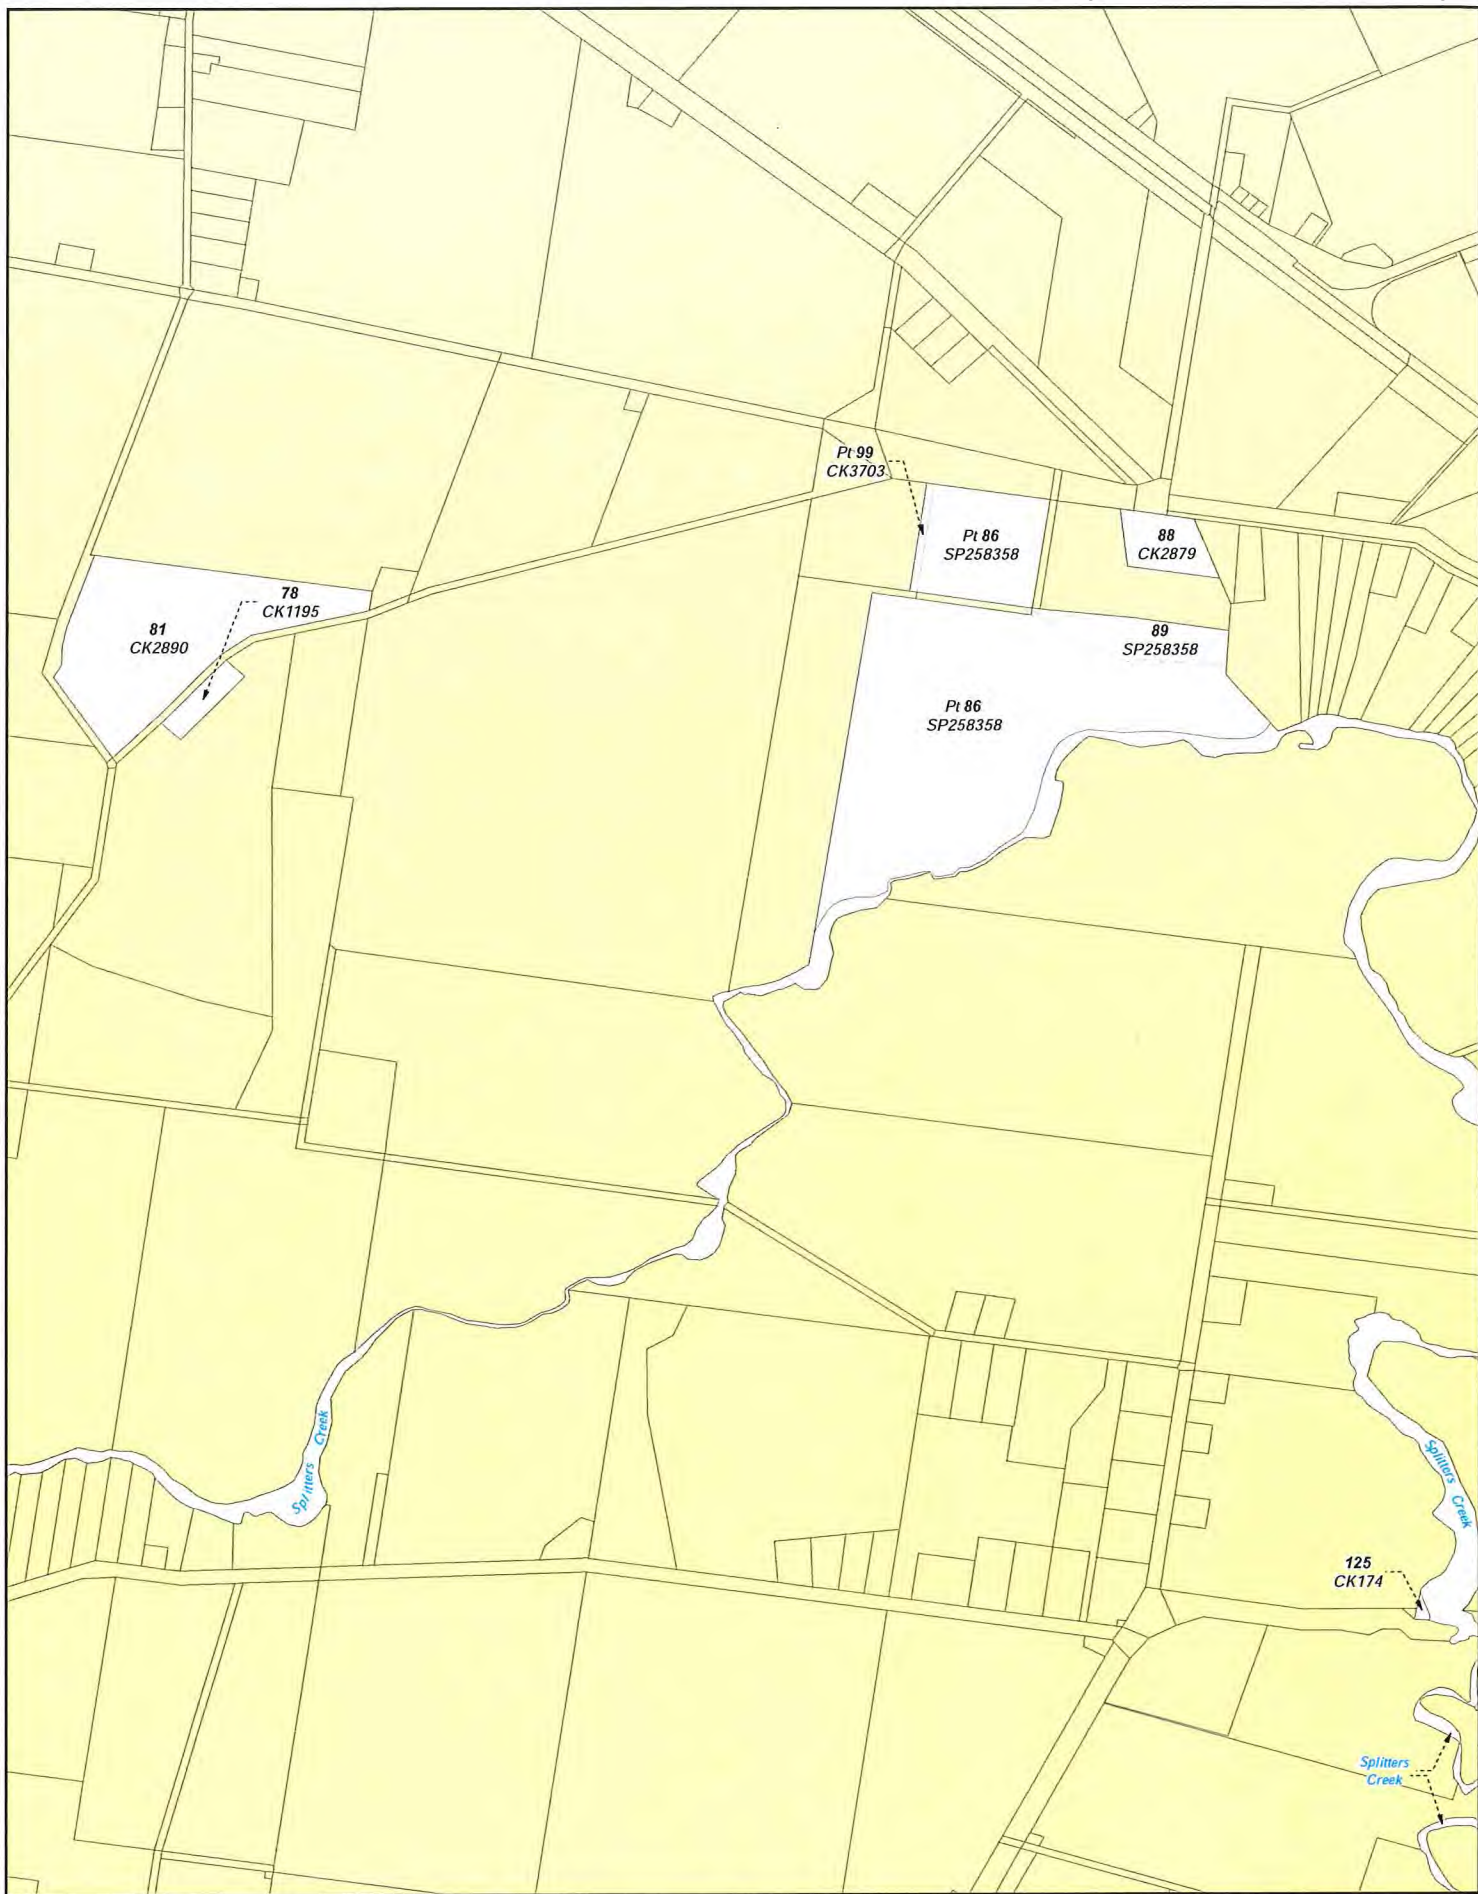 Pt 99
CK3703
Pt 86
SP258358
88
CK2879
78
CK1195
81
CK2890
89
SP258358
Pt 86
SP258358
Splitters Creek
Splitters Creek
125
CK174
Splitters
Creek